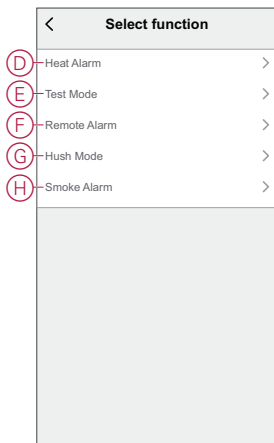 Select function
D Heat Alarm
E Test Mode
F Remote Alarm
G Hush Mode
H Smoke Alarm